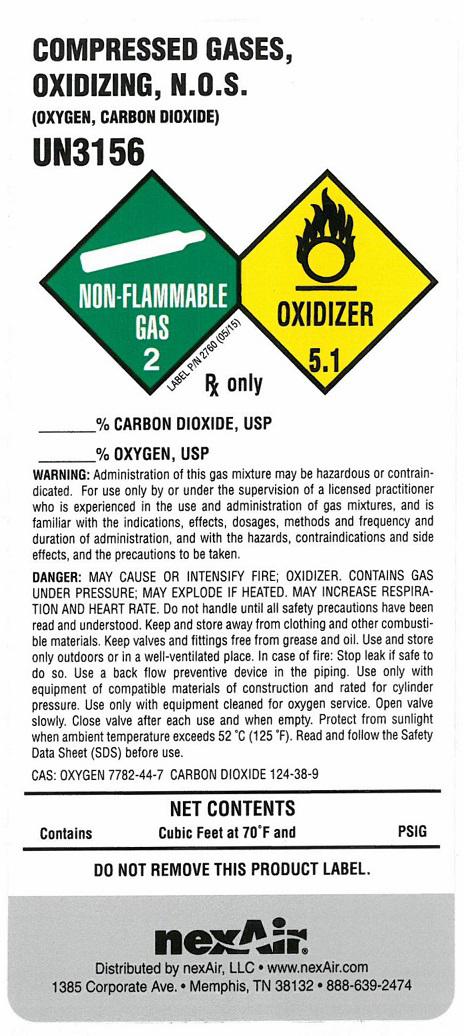 COMPRESSED GASES,
OXIDIZING, N.O.S.
(OXYGEN, CARBON DIOXIDE)
UN3156
NON-FLAMMABLE
GAS
2
OXIDIZER
5.1
LABEL P/N 2760 (05/15)
℞ only
______% CARBON DIOXIDE, USP
______% OXYGEN, USP
WARNING: Administration of this gas mixture may be hazardous or contrain-
dicated. For use only by or under the supervision of a licensed practitioner
who is experienced in the use and administration of gas mixtures, and is
familiar with the indications, effects, dosages, methods and frequency and
duration of administration, and with the hazards, contraindications and side
effects, and the precautions to be taken.
DANGER: MAY CAUSE OR INTENSIFY FIRE; OXIDIZER. CONTAINS GAS
UNDER PRESSURE; MAY EXPLODE IF HEATED. MAY INCREASE RESPIRA-
TION AND HEART RATE. Do not handle until all safety precautions have been
read and understood. Keep and store away from clothing and other combusti-
ble materials. Keep valves and fittings free from grease and oil. Use and store
only outdoors or in a well-ventilated place. In case of fire: Stop leak if safe to
do so. Use a back flow preventive device in the piping. Use only with
equipment of compatible materials of construction and rated for cylinder
pressure. Use only with equipment cleaned for oxygen service. Open valve
slowly. Close valve after each use and when empty. Protect from sunlight
when ambient temperature exceeds 52 ˚C (125 ˚F). Read and follow the Safety
Data Sheet (SDS) before use.
CAS: OXYGEN 7782-44-7 CARBON DIOXIDE 124-38-9
NET CONTENTS
Contains Cubic Feet at 70˚F and PSIG
DO NOT REMOVE THIS PRODUCT LABEL.
nexAir®
Distributed by nexAir, LLC • www.nexAir.com
1385 Corporate Ave. • Memphis, TN 38132 • 888-639-2474